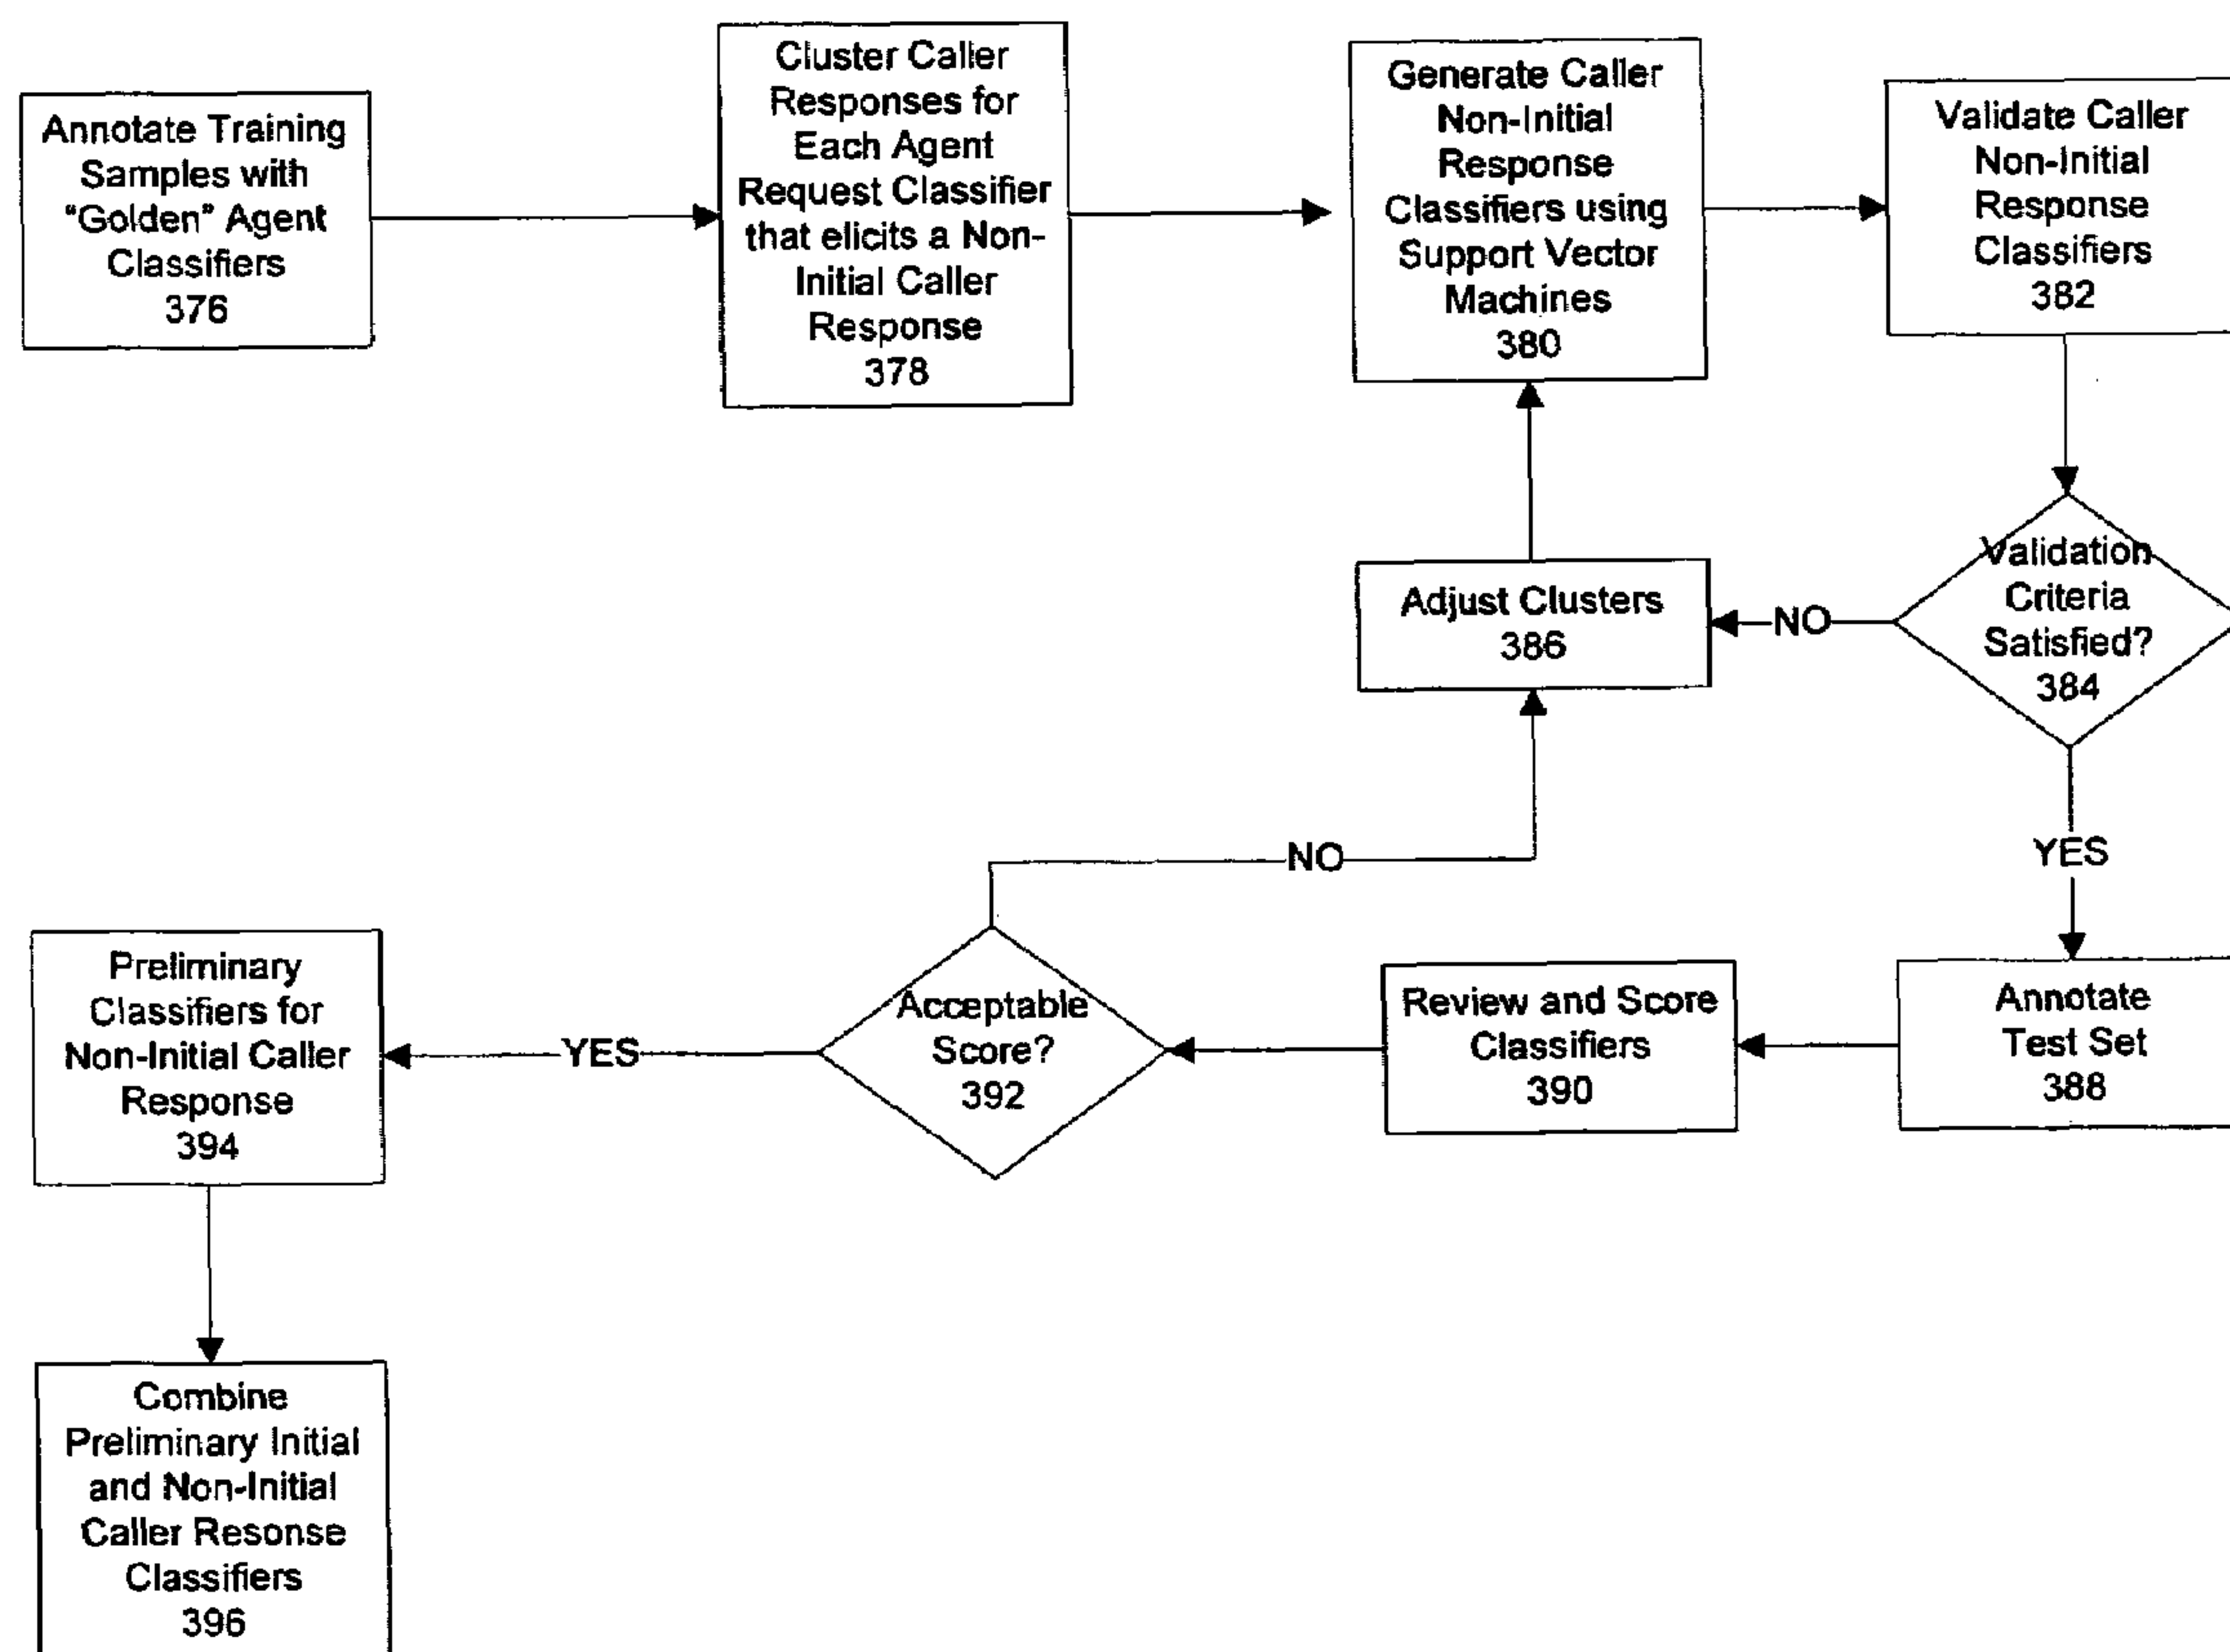 Annotate Training
Samples with
"Golden" Agent
Classifiers
376
Cluster Caller
Responses for
Each Agent
Request Classifier
that elicits a Non-
Initial Caller
Response
378
Generate Caller
Non-Initial
Response
Classifiers using
Support Vector
Machines
380
Validate Caller
Non-Initial
Response
Classifiers
382
Validation
Criteria
Satisfied?
384
NO
Adjust Clusters
386
YES
Annotate
Test Set
388
Review and Score
Classifiers
390
Acceptable
Score?
392
NO
YES
Preliminary
Classifiers for
Non-Initial Caller
Response
394
Combine
Preliminary Initial
and Non-Initial
Caller Resonse
Classifiers
396